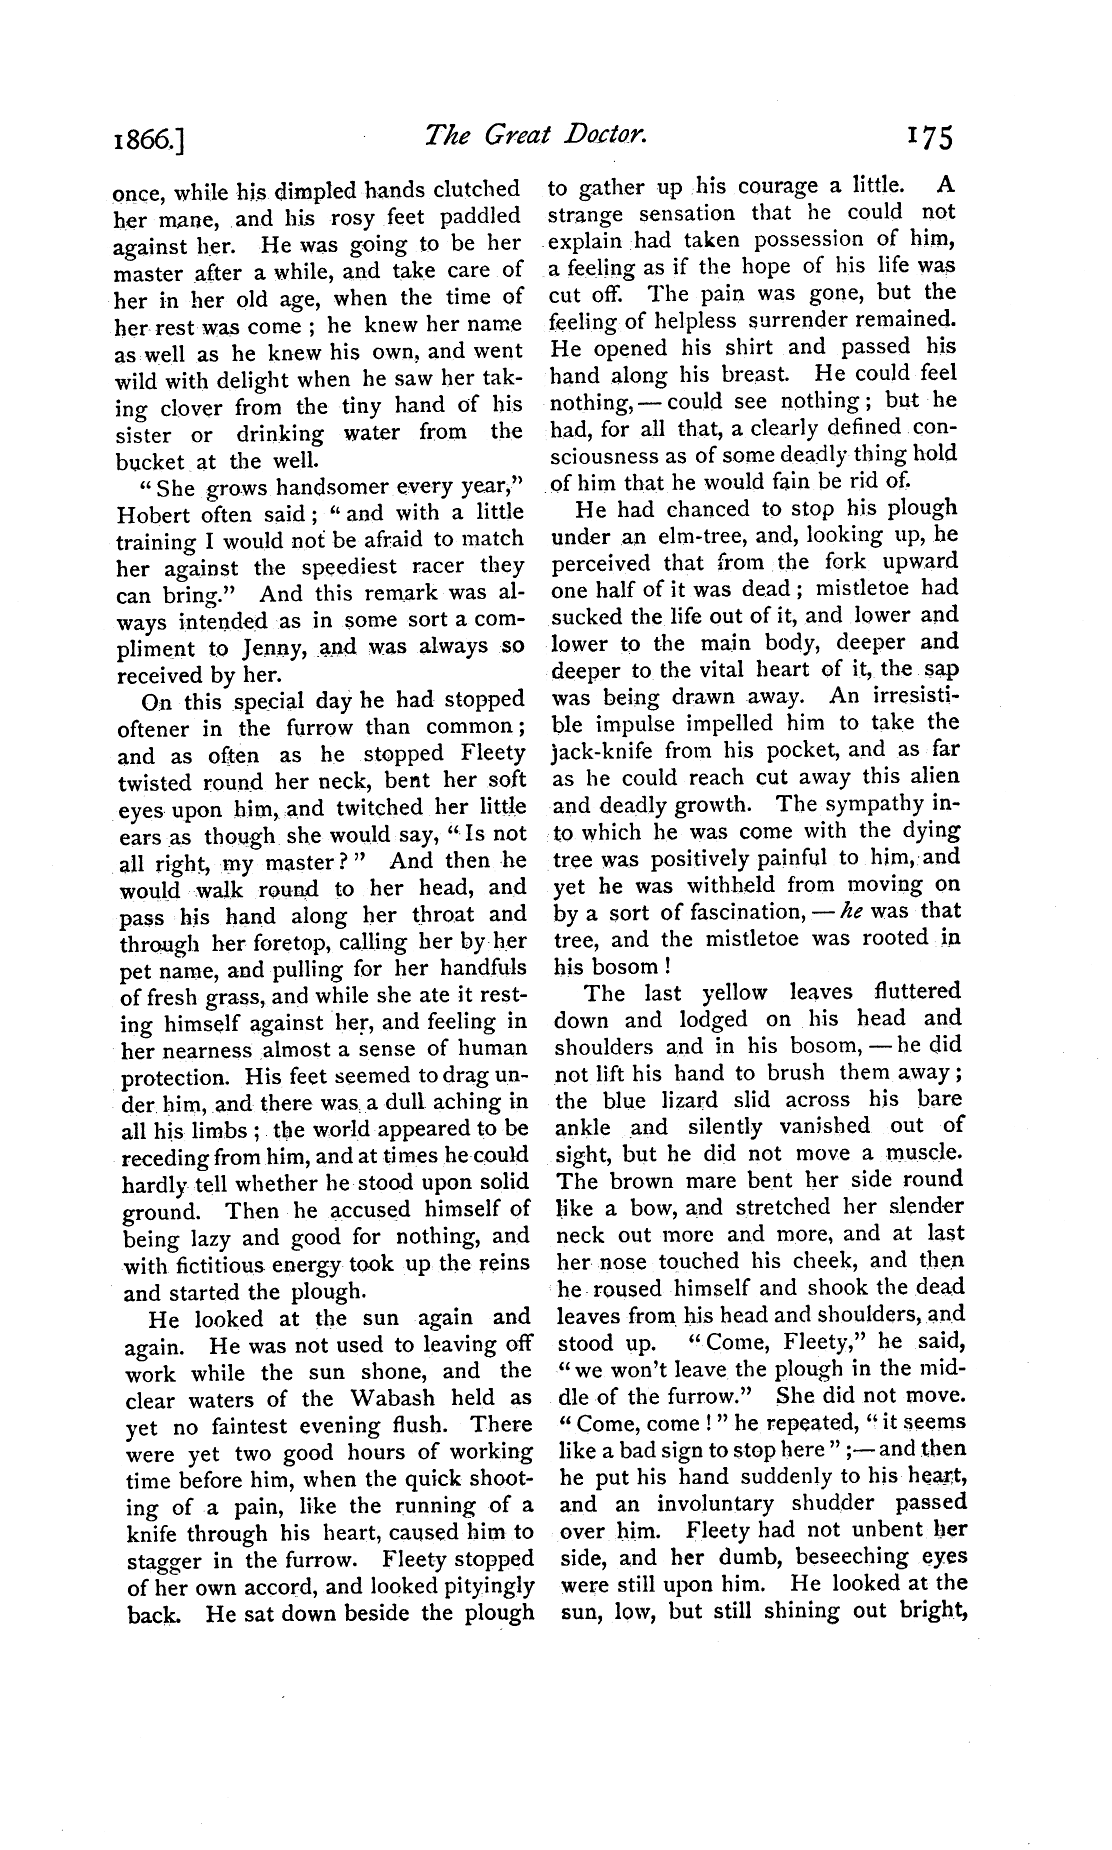 1866.] The Great Doctor. 175
once, while his dimpled hands clutched
her mane, and his rosy feet paddled
against her. He was going to be her
master after a while, and take care of
her in her old age, when the time of
her rest was come ; he knew her name
as well as he knew his own, and went
wild with delight when he saw her tak-
ing clover from the tiny hand of his
sister or drinking water from the
bucket at the well.
“ She grows handsomer every year,”
Hobert often said ; “ and with a little
training I would not be afraid to match
her against the speediest racer they
can bring.” And this remark was al-
ways intended as in some sort a com-
pliment to Jenny, and was always so
received by her.
On this special day he had stopped
oftener in the furrow than common ;
and as often as he stopped Fleety
twisted round her neck, bent her soft
eyes upon him, and twitched her little
ears as though she would say, “ Is not
all right, my master ? ” And then he
would walk round to her head, and
pass his hand along her throat and
through her foretop, calling her by her
pet name, and pulling for her handfuls
of fresh grass, and while she ate it rest-
ing himself against her, and feeling in
her nearness almost a sense of human
protection. His feet seemed to drag un-
der him, and there was a dull aching in
all his limbs ; the world appeared to be
receding from him, and at times he could
hardly tell whether he stood upon solid
ground. Then he accused himself of
being lazy and good for nothing, and
with fictitious energy took up the reins
and started the plough.
He looked at the sun again and
again. He was not used to leaving off
work while the sun shone, and the
clear waters of the Wabash held as
yet no faintest evening flush. There
were yet two good hours of working
time before him, when the quick shoot-
ing of a pain, like the running of a
knife through his heart, caused him to
stagger in the furrow. Fleety stopped
of her own accord, and looked pityingly
back. He sat down beside the plough
to gather up his courage a little. A
strange sensation that he could not
explain had taken possession of him,
a feeling as if the hope of his life was
cut off. The pain was gone, but the
feeling of helpless surrender remained.
He opened his shirt and passed his
hand along his breast. He could feel
nothing, — could see nothing ; but he
had, for all that, a clearly defined con-
sciousness as of some deadly thing hold
of him that he would fain be rid of.
He had chanced to stop his plough
under an elm-tree, and, looking up, he
perceived that from the fork upward
one half of it was dead ; mistletoe had
sucked the life out of it, and lower and
lower to the main body, deeper and
deeper to the vital heart of it, the sap
was being drawn away. An irresisti-
ble impulse impelled him to take the
jack-knife from his pocket, and as far
as he could reach cut away this alien
and deadly growth. The sympathy in-
to which he was come with the dying
tree was positively painful to him, and
yet he was withheld from moving on
by a sort of fascination, — he was that
tree, and the mistletoe was rooted in
his bosom !
The last yellow leaves fluttered
down and lodged on his head and
shoulders and in his bosom, — he did
not lift his hand to brush them away ;
the blue lizard slid across his bare
ankle and silently vanished out of
sight, but he did not move a muscle.
The brown mare bent her side round
like a bow, and stretched her slender
neck out more and more, and at last
her nose touched his cheek, and then
he roused himself and shook the dead
leaves from his head and shoulders, and
stood up. “ Come, Fleety,” he said,
“ we won’t leave the plough in the mid-
dle of the furrow.” She did not move.
“ Come, come ! ” he repeated, “ it seems
like a bad sign to stop here ” ;— and then
he put his hand suddenly to his heart,
and an involuntary shudder passed
over him. Fleety had not unbent her
side, and her dumb, beseeching eyes
were still upon him. He looked at the
sun, low, but still shining out bright,